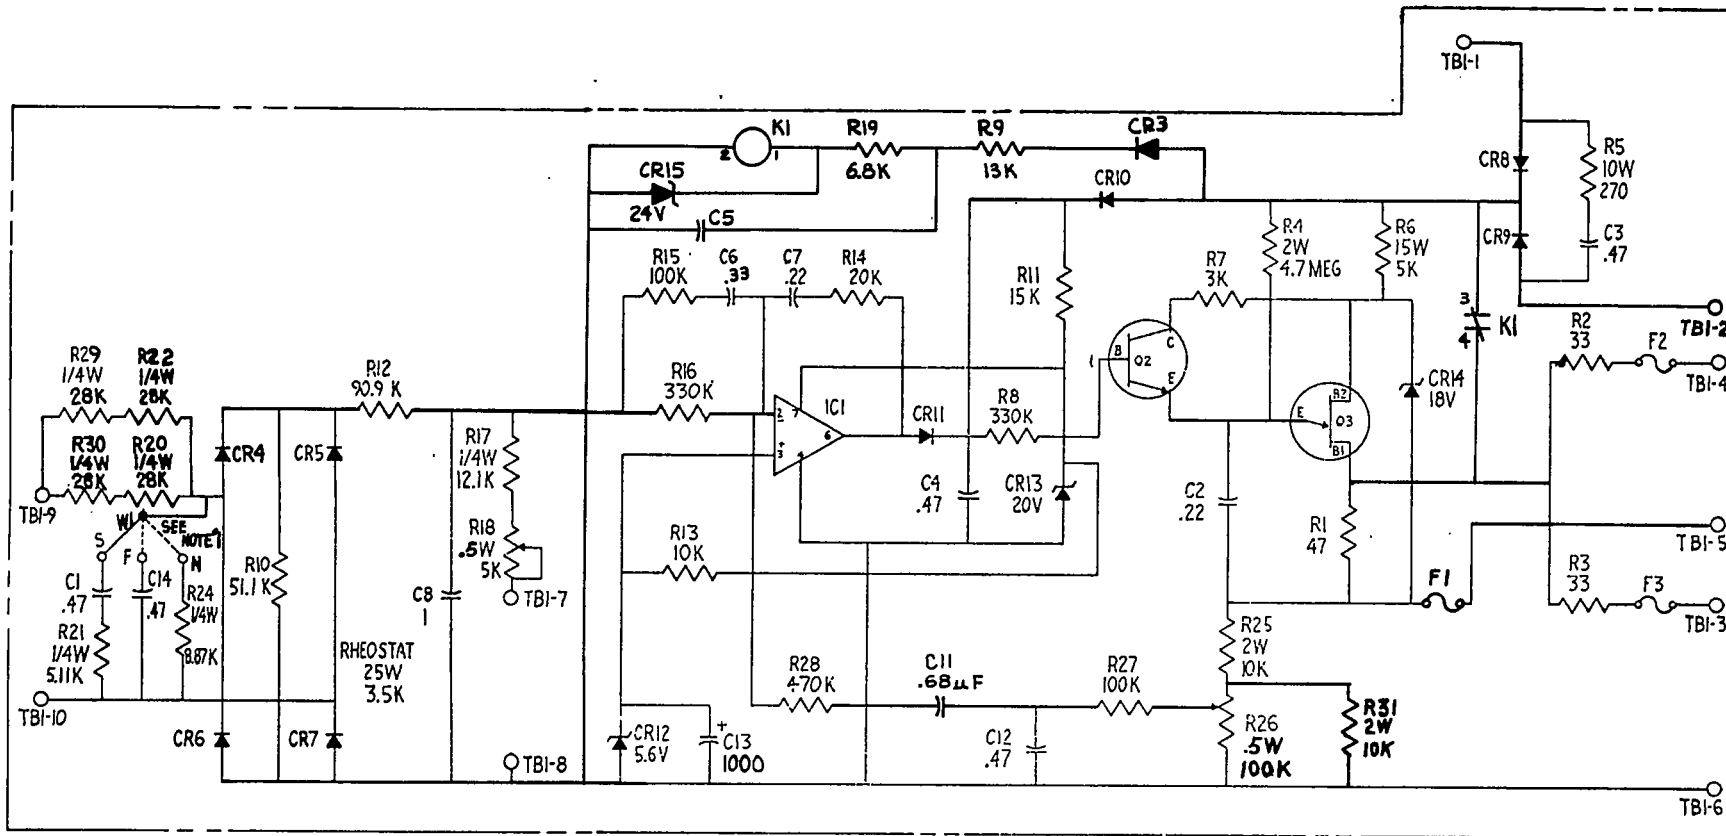 TB1-1
K1
2
1
R19
6.8K
R9
13K
CR3
CR15
24V
C5
CR10
CR8
R5
10W
270
CR9
C3
.47
R15
100K
C6
.33
C7
.22
R14
20K
R11
15K
R7
3K
R4
2W
4.7 MEG
R6
15W
5K
3
4
K1
TB1-2
R2
33
F2
TB1-4
R29
1/4W
28K
R22
1/4W
28K
R12
90.9 K
R16
330K
IC1
2
-
7
+
3
4
6
CR11
R8
330K
B
Q2
C
E
CR14
18V
E
B2
Q3
B1
R30
1/4W
28K
R20
1/4W
28K
CR4
CR5
R17
1/4W
12.1K
TB1-9
W1
SEE
NOTE 1
S
F
N
C4
.47
CR13
20V
C2
.22
R1
47
TB1-5
R18
.5W
5K
R13
10K
R10
51.1 K
C1
.47
C14
.47
R24
1/4W
8.87K
R21
1/4W
5.11K
C8
1
TB1-7
F1
R3
33
F3
TB1-3
RHEOSTAT
25W
3.5K
R25
2W
10K
R28
470K
C11
.68µF
R27
100K
TB1-10
CR6
CR7
TB1-8
CR12
5.6V
+
C13
1000
C12
.47
R26
.5W
100K
R31
2W
10K
TB1-6